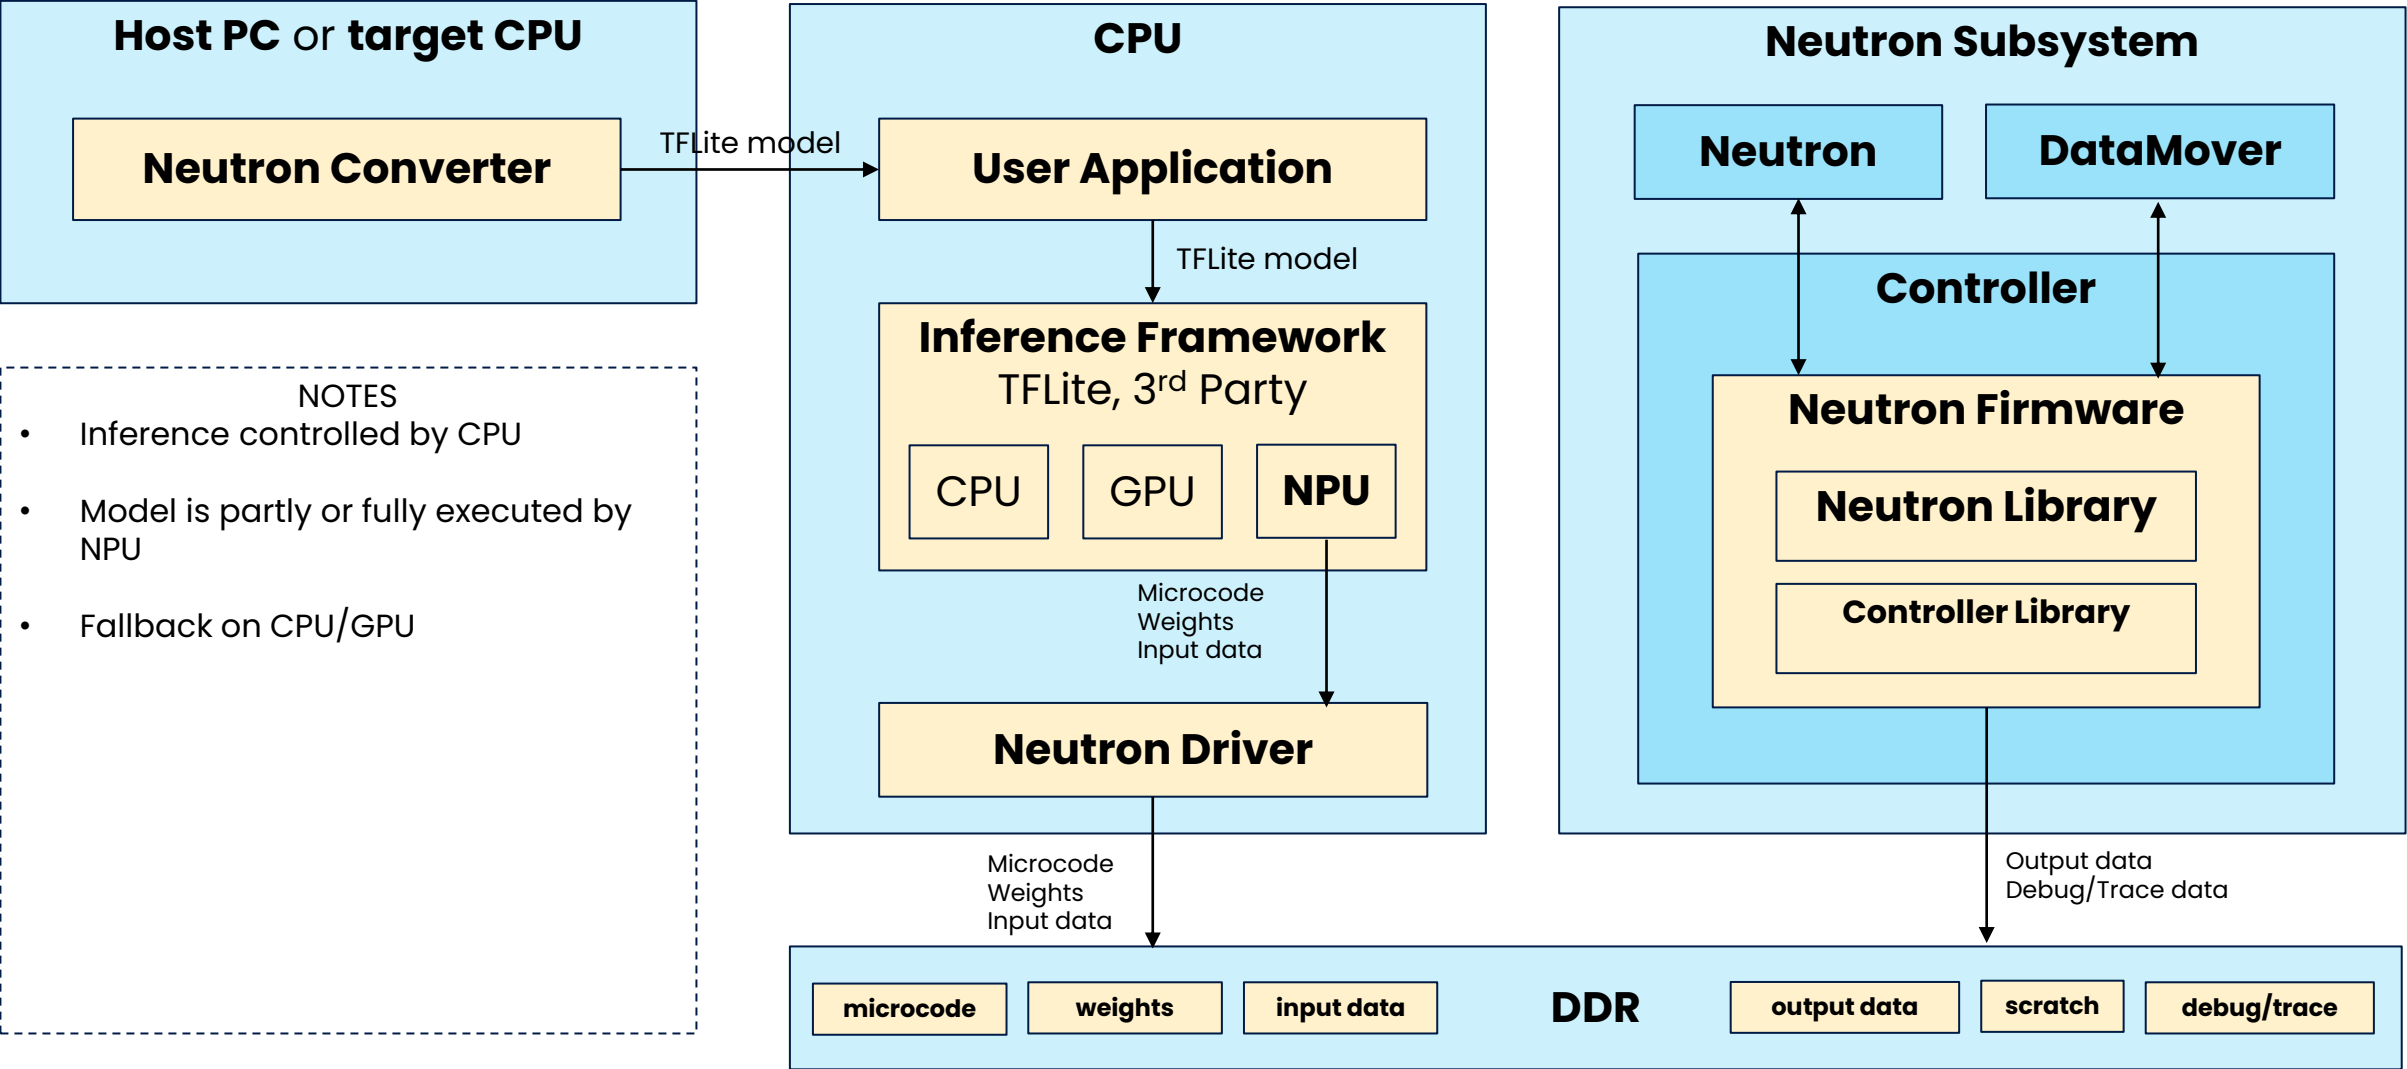 Host PC or target CPU
Neutron Converter
TFLite model
NOTES
• Inference controlled by CPU
• Model is partly or fully executed by
NPU
• Fallback on CPU/GPU
CPU
User Application
TFLite model
Inference Framework
TFLite, 3rd Party
CPU
GPU
NPU
Microcode
Weights
Input data
Neutron Driver
Microcode
Weights
Input data
Neutron Subsystem
Neutron
DataMover
Controller
Neutron Firmware
Neutron Library
Controller Library
Output data
Debug/Trace data
microcode
weights
input data
DDR
output data
scratch
debug/trace